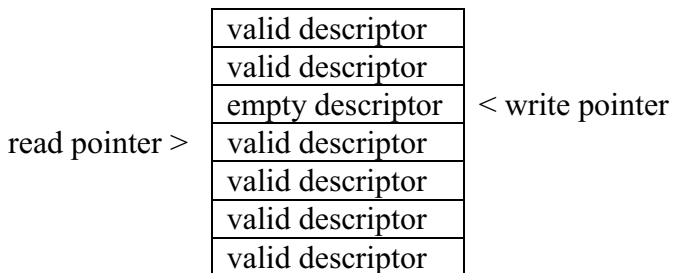 valid descriptor
valid descriptor
empty descriptor < write pointer
read pointer > valid descriptor
valid descriptor
valid descriptor
valid descriptor